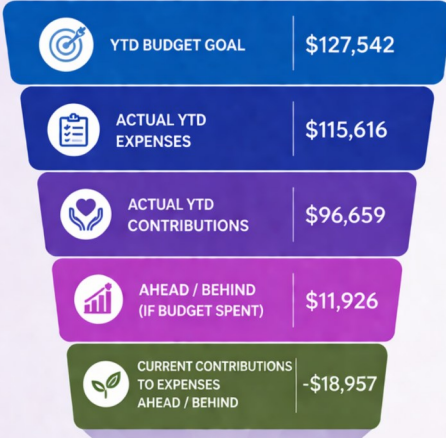 YTD BUDGET GOAL
$127,542
ACTUAL YTD
EXPENSES
$115,616
ACTUAL YTD
CONTRIBUTIONS
$96,659
AHEAD / BEHIND
(IF BUDGET SPENT)
$11,926
CURRENT CONTRIBUTIONS
TO EXPENSES
AHEAD / BEHIND
-$18,957